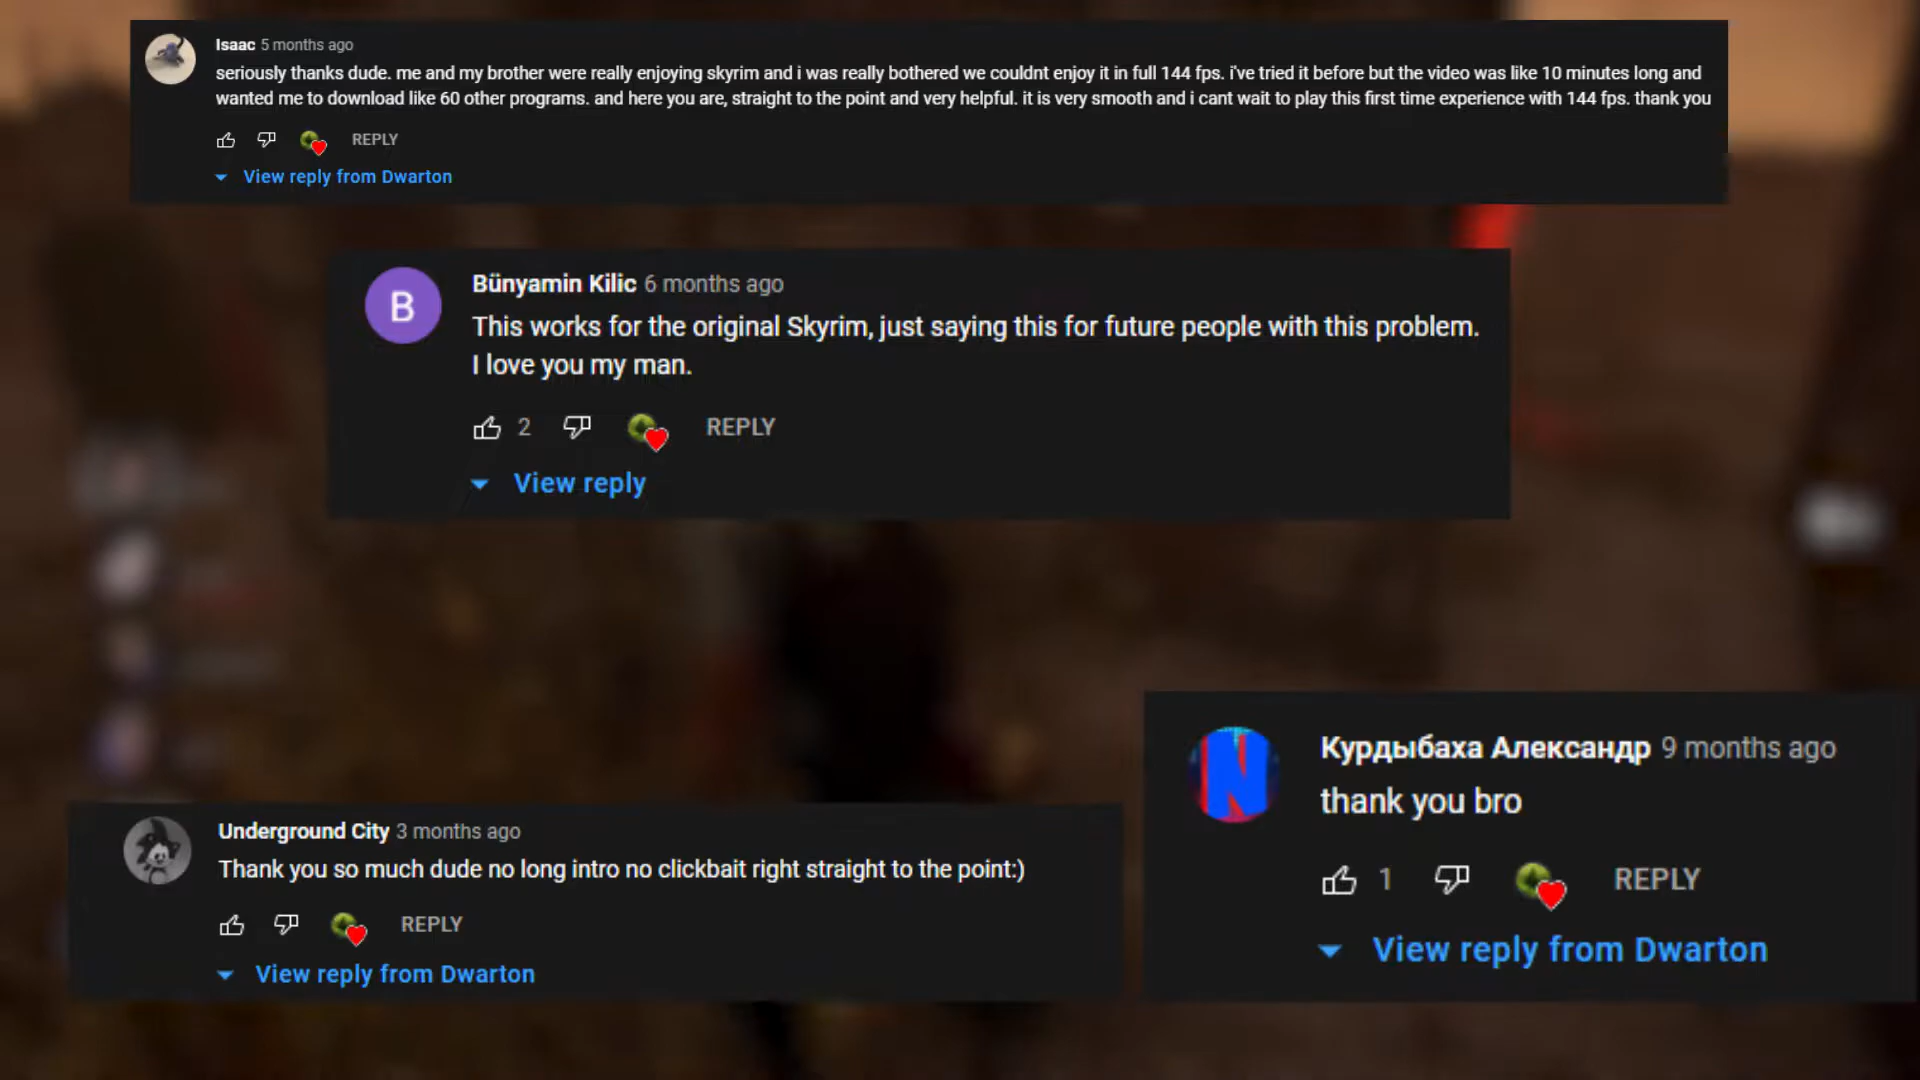 Isaac 5 months ago
seriously thanks dude. me and my brother were really enjoying skyrim and i was really bothered we couldnt enjoy it in full 144 fps. i've tried it before but the video was like 10 minutes long and
wanted me to download like 60 other programs. and here you are, straight to the point and very helpful. it is very smooth and i cant wait to play this first time experience with 144 fps. thank you
REPLY
View reply from Dwarton
B
Bünyamin Kilic 6 months ago
This works for the original Skyrim, just saying this for future people with this problem.
I love you my man.
2 REPLY
View reply
Underground City 3 months ago
Thank you so much dude no long intro no clickbait right straight to the point:)
REPLY
View reply from Dwarton
N
Курдыбаха Александр 9 months ago
thank you bro
1 REPLY
View reply from Dwarton